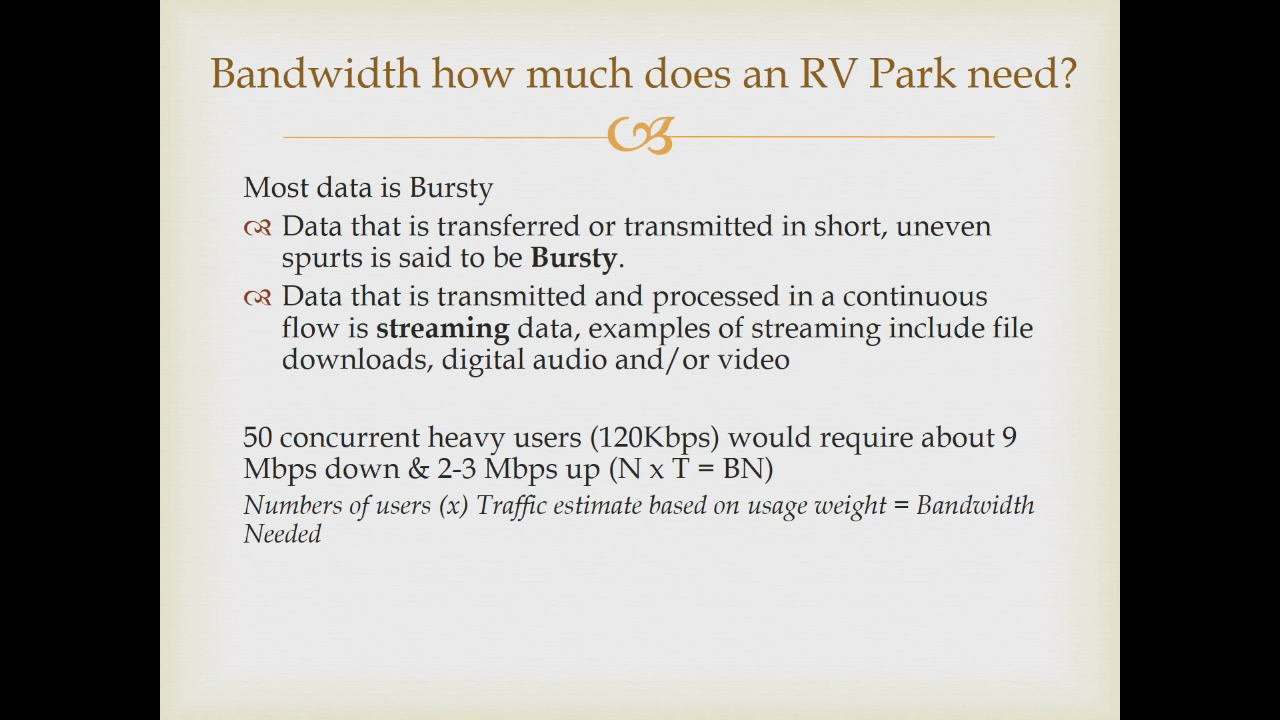 Bandwidth how much does an RV Park need?
Most data is Bursty
Data that is transferred or transmitted in short, uneven
spurts is said to be Bursty.
Data that is transmitted and processed in a continuous
flow is streaming data, examples of streaming include file
downloads, digital audio and/or video
50 concurrent heavy users (120Kbps) would require about 9
Mbps down & 2-3 Mbps up (N x T = BN)
Numbers of users (x) Traffic estimate based on usage weight = Bandwidth
Needed